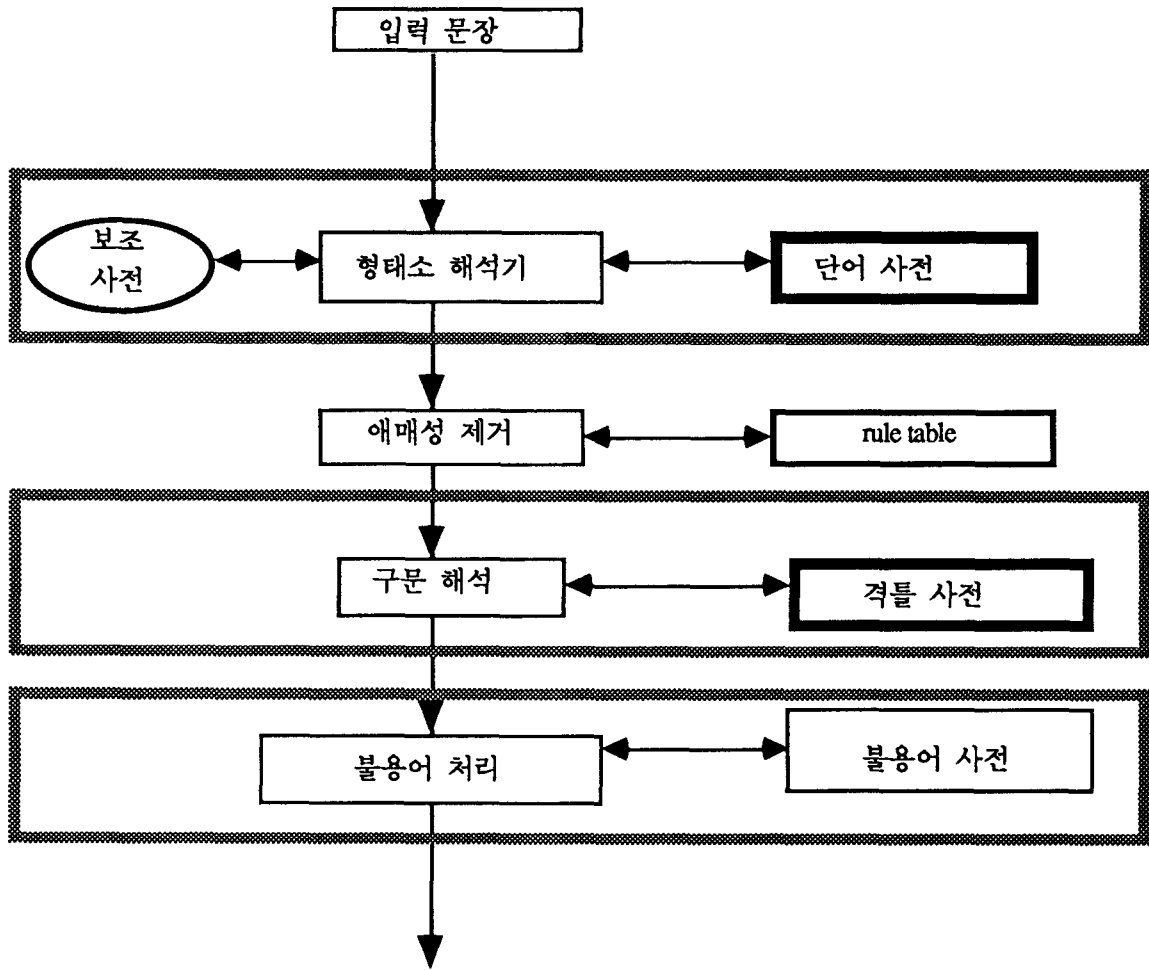 입력 문장
보조
사전
형태소 해석기
단어 사전
애매성 제거
rule table
구문 해석
격틀 사전
불용어 처리
불용어 사전